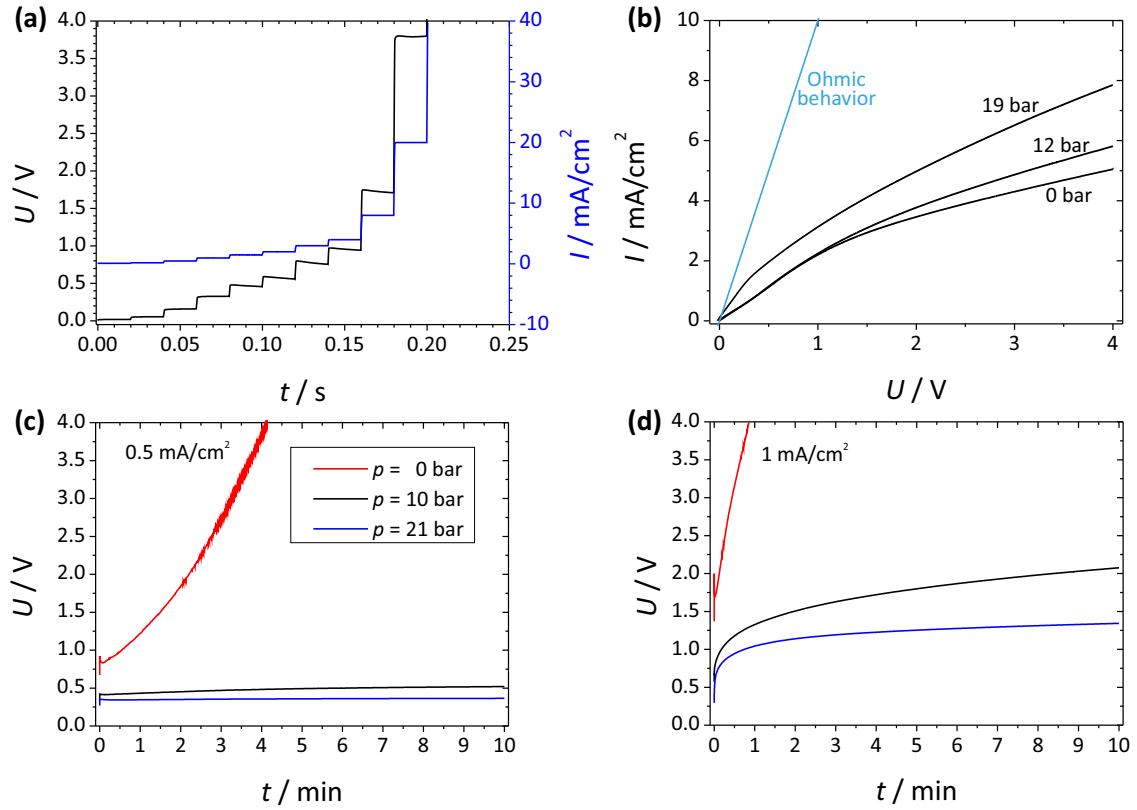 (a)
4.0
3.5
3.0
2.5
2.0
1.5
1.0
0.5
0.0
U / V
0.00 0.05 0.10 0.15 0.20 0.25
t / s
40
30
20
10
0
-10
I / mA/cm²
(b)
10
8
6
4
2
0
I / mA/cm²
Ohmic
behavior
19 bar
12 bar
0 bar
0 1 2 3 4
U / V
(c)
4.0
3.5
3.0
2.5
2.0
1.5
1.0
0.5
0.0
U / V
0.5 mA/cm²
p = 0 bar
p = 10 bar
p = 21 bar
0 1 2 3 4 5 6 7 8 9 10
t / min
(d)
4.0
3.5
3.0
2.5
2.0
1.5
1.0
0.5
0.0
U / V
1 mA/cm²
0 1 2 3 4 5 6 7 8 9 10
t / min